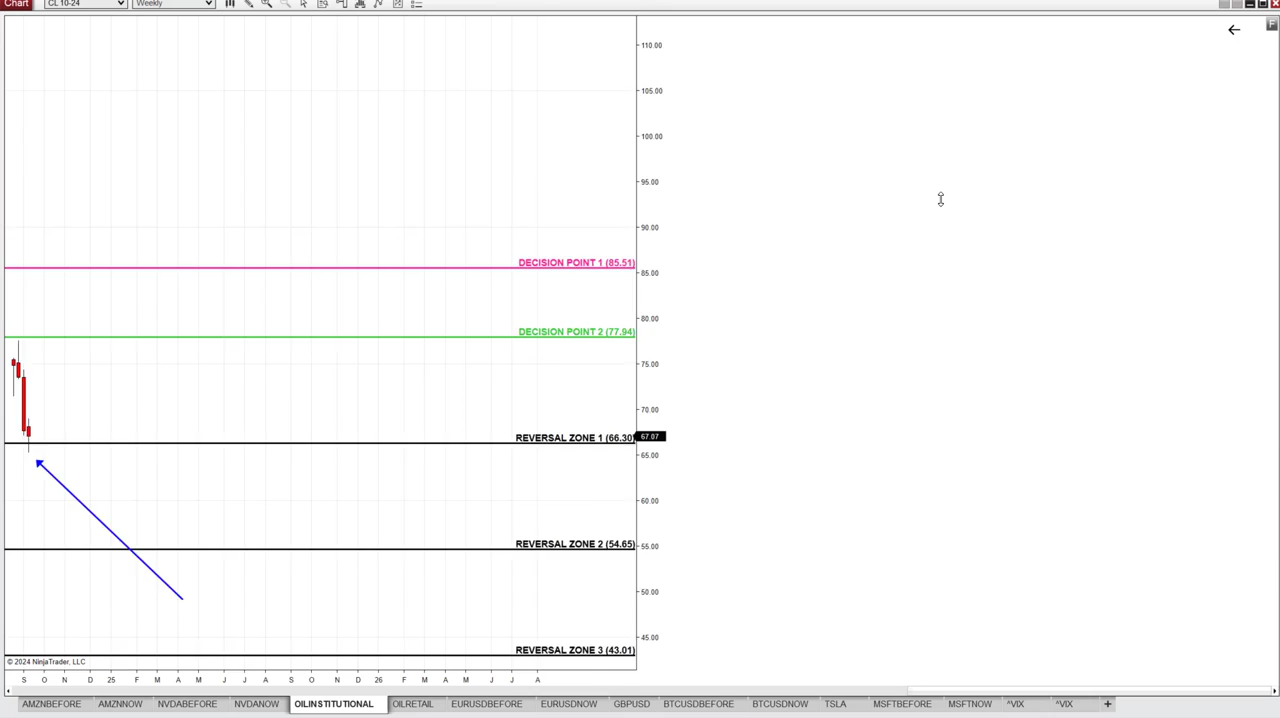 Chart CL 10-24 Weekly
F
110.00
105.00
100.00
95.00
90.00
DECISION POINT 1 (85.51)
85.00
80.00
DECISION POINT 2 (77.94)
75.00
70.00
REVERSAL ZONE 1 (66.30) 67.07
65.00
60.00
REVERSAL ZONE 2 (54.65) 55.00
50.00
45.00
REVERSAL ZONE 3 (43.01)
© 2024 NinjaTrader, LLC
S O N D 25 F M A M J J A S O N D 26 F M A M J J A
AMZNBEFORE AMZNNOW NVDABEFORE NVDANOW OILINSTITUTIONAL OILRETAIL EURUSDBEFORE EURUSDNOW GBPUSD BTCUSDBEFORE BTCUSDNOW TSLA MSFTBEFORE MSFTNOW ^VIX ^VIX +